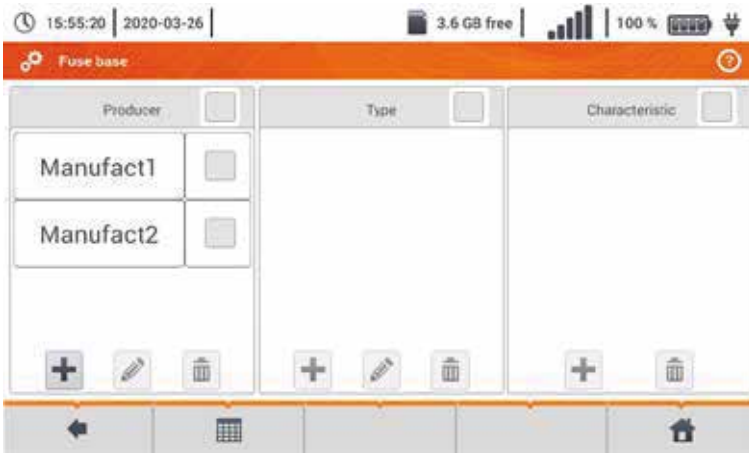 15:55:20 2020-03-26 3.6 GB free 100 %
Fuse base
Producer Type Characteristic
Manufact1
Manufact2